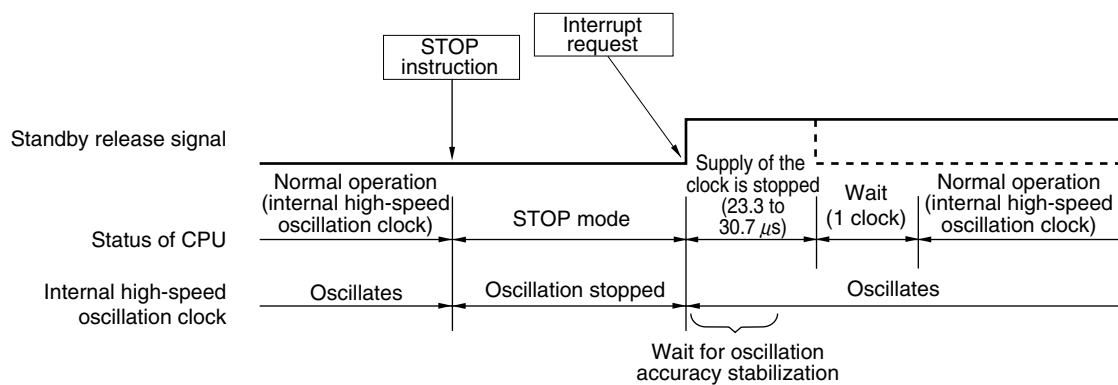 Interrupt
request
STOP
instruction
Standby release signal
Supply of the
clock is stopped
(23.3 to
30.7 μs)
Normal operation
(internal high-speed
oscillation clock)
STOP mode
Wait
(1 clock)
Normal operation
(internal high-speed
oscillation clock)
Status of CPU
Internal high-speed
oscillation clock
Oscillates
Oscillation stopped
Oscillates
Wait for oscillation
accuracy stabilization